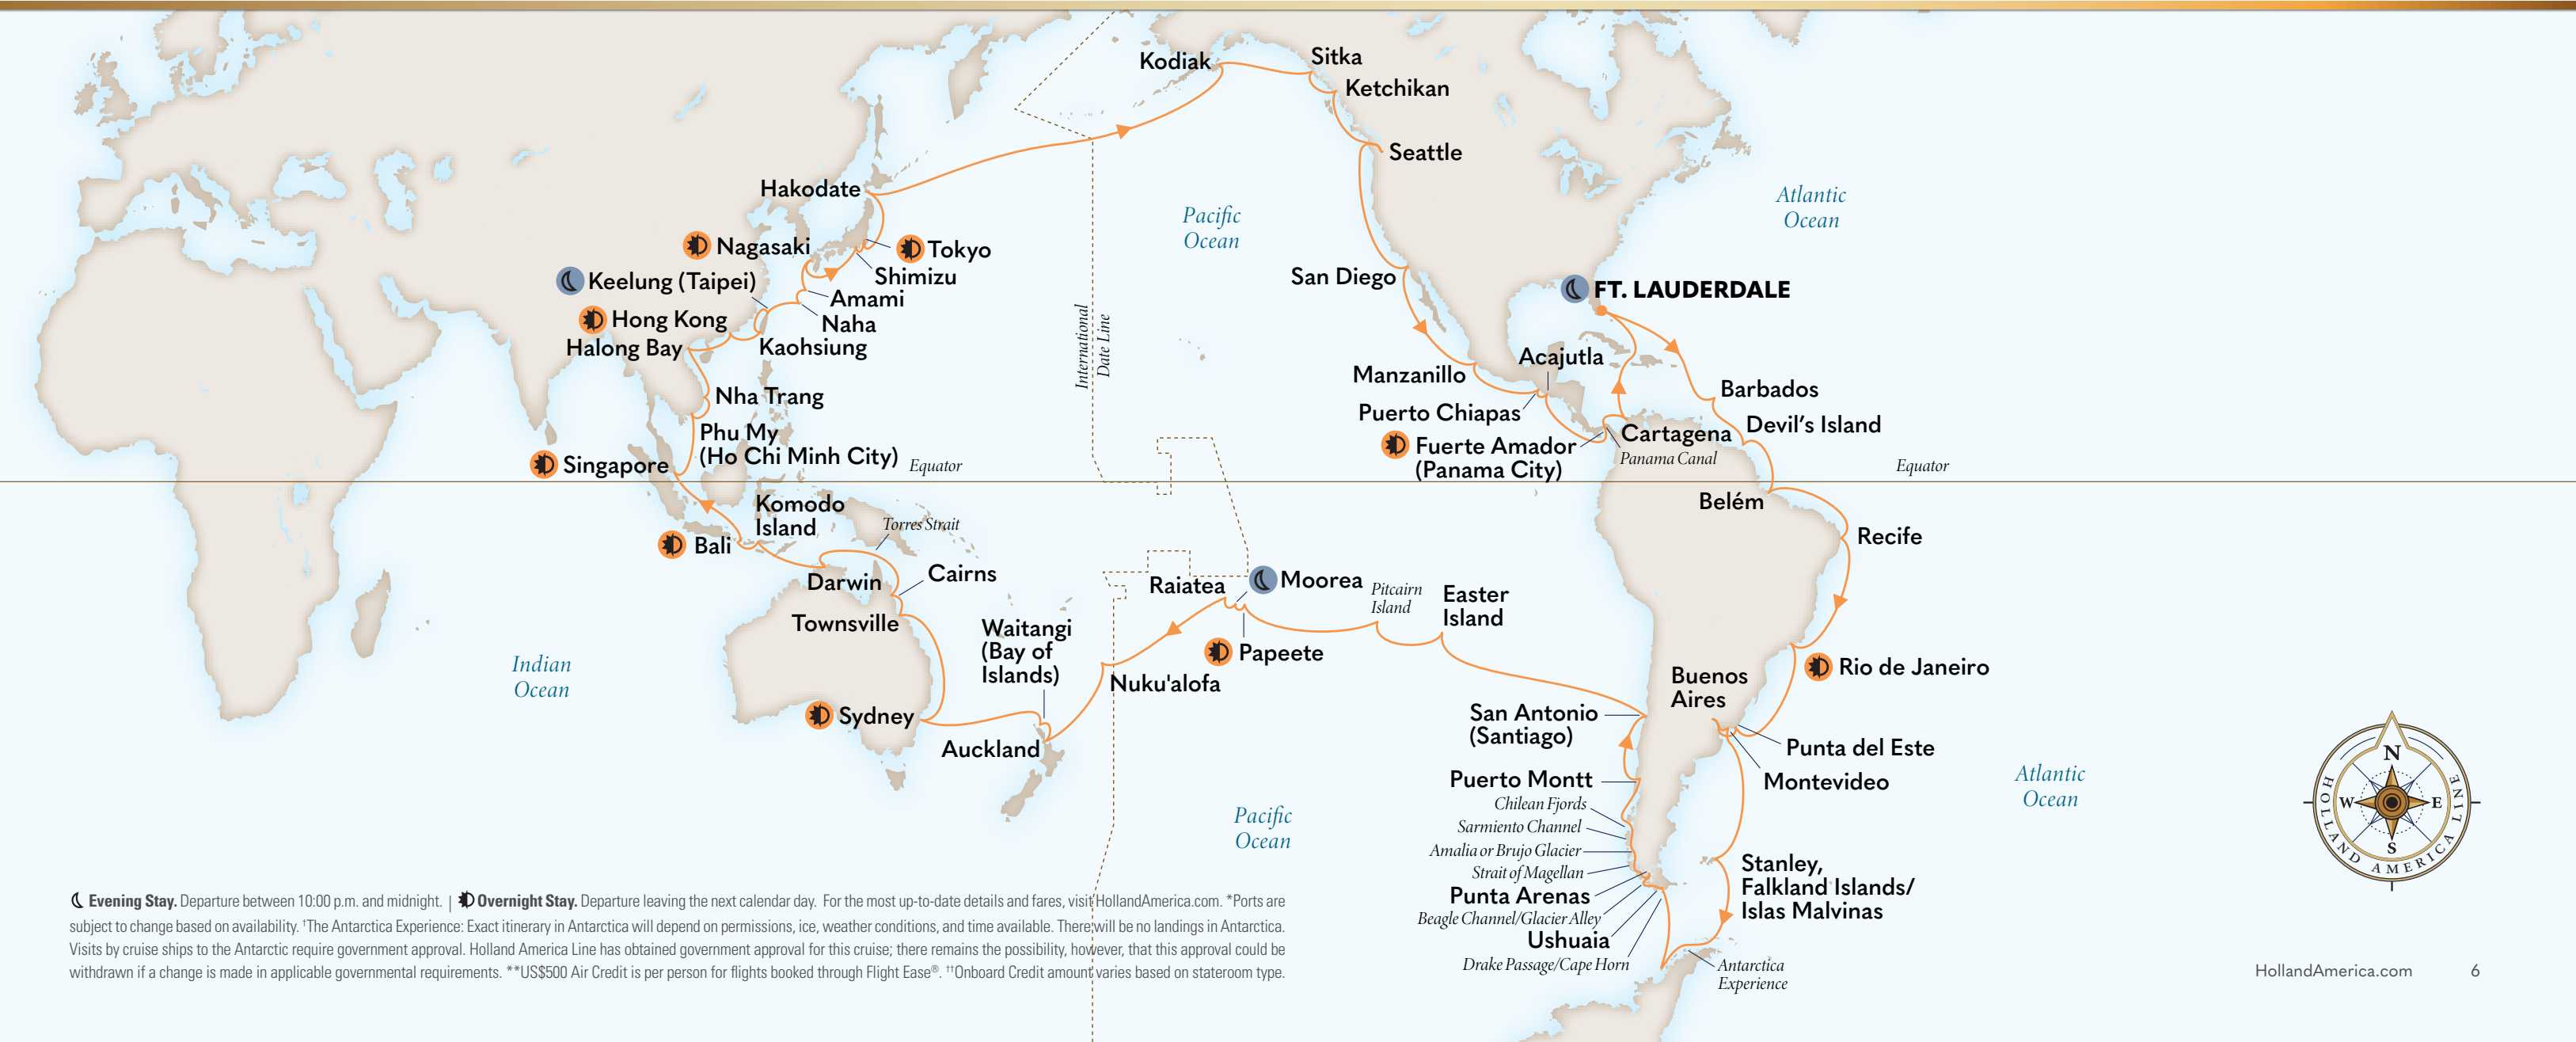 Kodiak
Sitka
Ketchikan
Seattle
Hakodate
Pacific
Ocean
Atlantic
Ocean
Nagasaki
Tokyo
Shimizu
Keelung (Taipei)
Amami
Naha
Hong Kong
Kaohsiung
Halong Bay
San Diego
FT. LAUDERDALE
International
Date Line
Acajutla
Manzanillo
Barbados
Nha Trang
Puerto Chiapas
Devil's Island
Phu My
(Ho Chi Minh City)
Fuerte Amador
(Panama City)
Cartagena
Panama Canal
Singapore
Equator
Equator
Belém
Komodo
Island
Torres Strait
Recife
Bali
Darwin
Cairns
Raiatea
Moorea
Pitcairn
Island
Easter
Island
Townsville
Waitangi
(Bay of
Islands)
Papeete
Indian
Ocean
Nuku'alofa
Rio de Janeiro
Buenos
Aires
Sydney
Auckland
San Antonio
(Santiago)
Punta del Este
Montevideo
Puerto Montt
Chilean Fjords
Sarmiento Channel
Amalia or Brujo Glacier
Strait of Magellan
Punta Arenas
Beagle Channel/Glacier Alley
Ushuaia
Drake Passage/Cape Horn
Pacific
Ocean
Atlantic
Ocean
Stanley,
Falkland Islands/
Islas Malvinas
Antarctica
Experience
N
W E
S
HOLLAND AMERICA LINE
Evening Stay. Departure between 10:00 p.m. and midnight. | Overnight Stay. Departure leaving the next calendar day. For the most up-to-date details and fares, visit HollandAmerica.com. *Ports are
subject to change based on availability. †The Antarctica Experience: Exact itinerary in Antarctica will depend on permissions, ice, weather conditions, and time available. There will be no landings in Antarctica.
Visits by cruise ships to the Antarctic require government approval. Holland America Line has obtained government approval for this cruise; there remains the possibility, however, that this approval could be
withdrawn if a change is made in applicable governmental requirements. **US$500 Air Credit is per person for flights booked through Flight Ease®. ††Onboard Credit amount varies based on stateroom type.
HollandAmerica.com 6